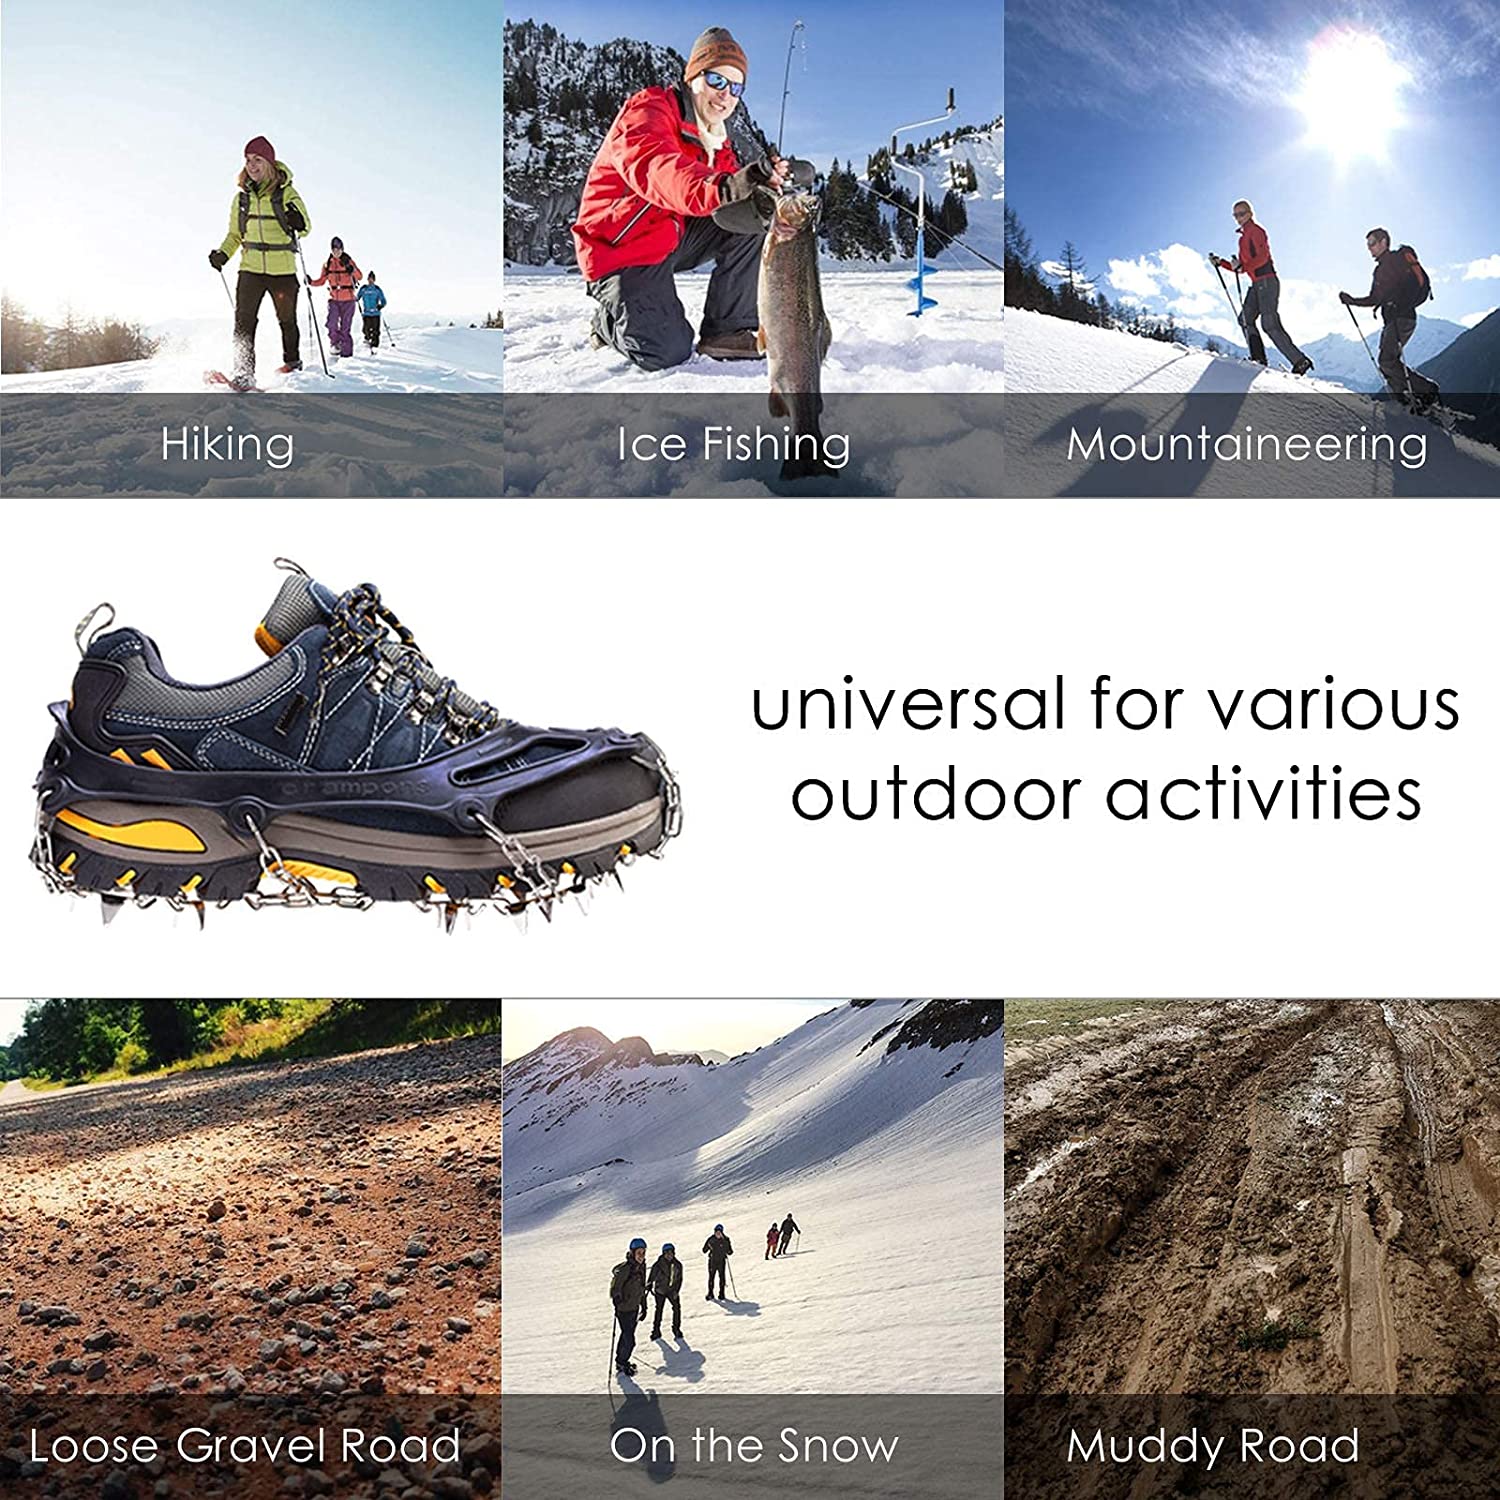 Hiking
Ice Fishing
Mountaineering
crampons
universal for various
outdoor activities
Loose Gravel Road
On the Snow
Muddy Road